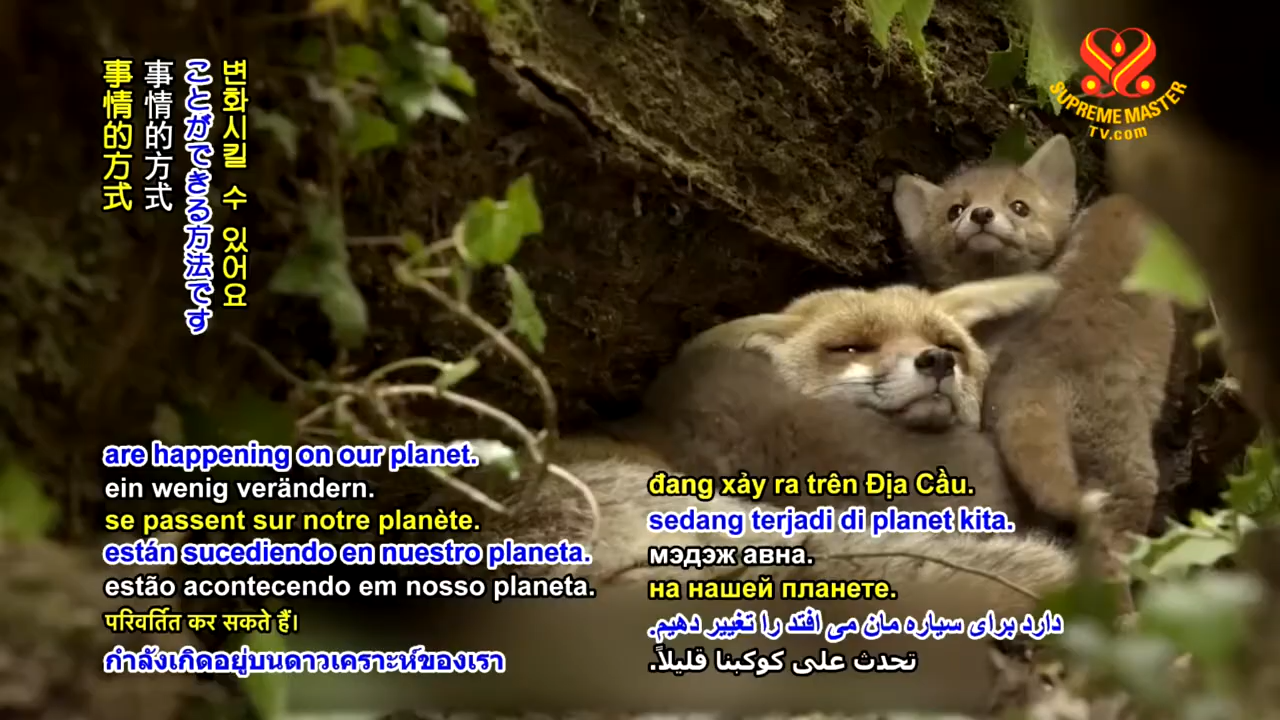 事情的方式
事情的方式
ことができる方法です
변화시킬 수 있어요
SUPREME MASTER
TV.com
are happening on our planet.
ein wenig verändern.
se passent sur notre planète.
están sucediendo en nuestro planeta.
estão acontecendo em nosso planeta.
परिवर्तित कर सकते हैं।
กำลังเกิดอยู่บนดาวเคราะห์ของเรา
đang xảy ra trên Địa Cầu.
sedang terjadi di planet kita.
мэдэж авна.
на нашей планете.
دارد برای سیاره مان می افتد را تغییر دهیم.
تحدث على كوكبنا قليلاً.